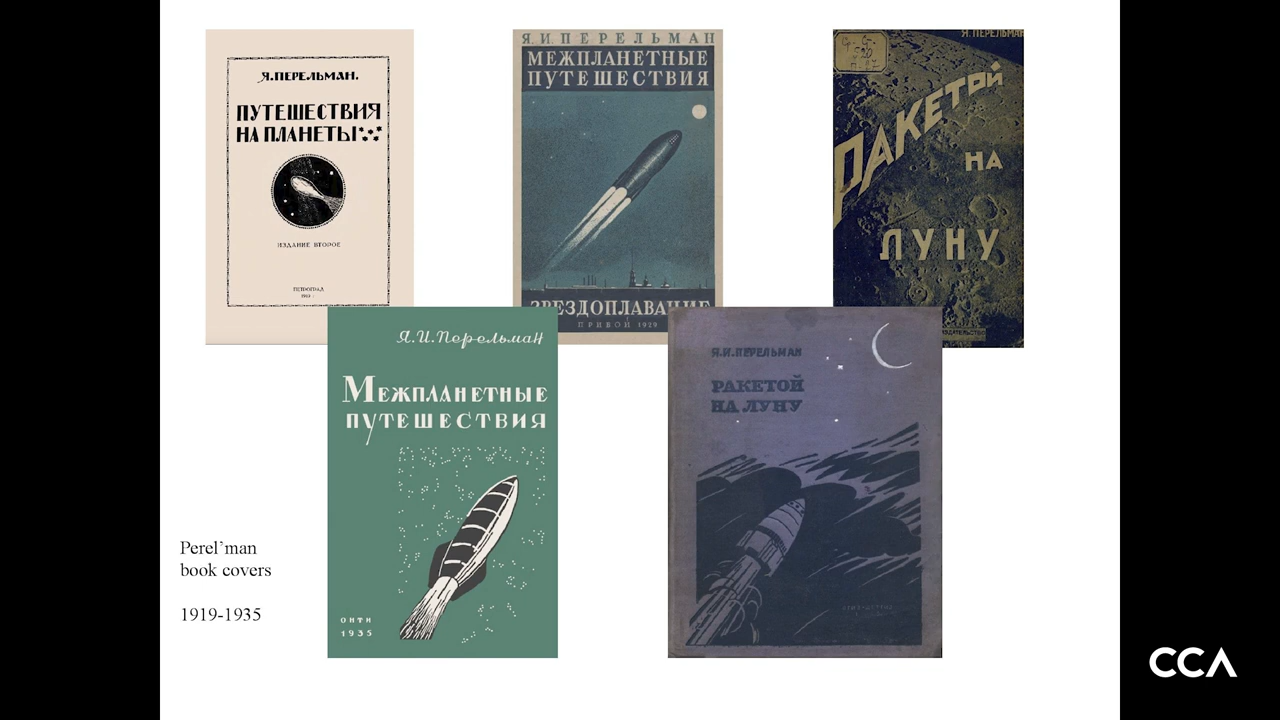 Я. ПЕРЕЛЬМАН.
ПУТЕШЕСТВИЯ
НА ПЛАНЕТЫ
ИЗДАНИЕ ВТОРОЕ
ПЕТРОГРАД
Я. И. ПЕРЕЛЬМАН
МЕЖПЛАНЕТНЫЕ
ПУТЕШЕСТВИЯ
ЗВЕЗДОПЛАВАНИЕ
ПРИБОЙ 1929
Я. ПЕРЕЛЬМАН
РАКЕТОЙ
НА
ЛУНУ
Я.И.Перельман
Межпланетные
путешествия
ОНТИ
1935
Я.И.ПЕРЕЛЬМАН
РАКЕТОЙ
НА ЛУНУ
Perel’man
book covers
1919-1935
CCA